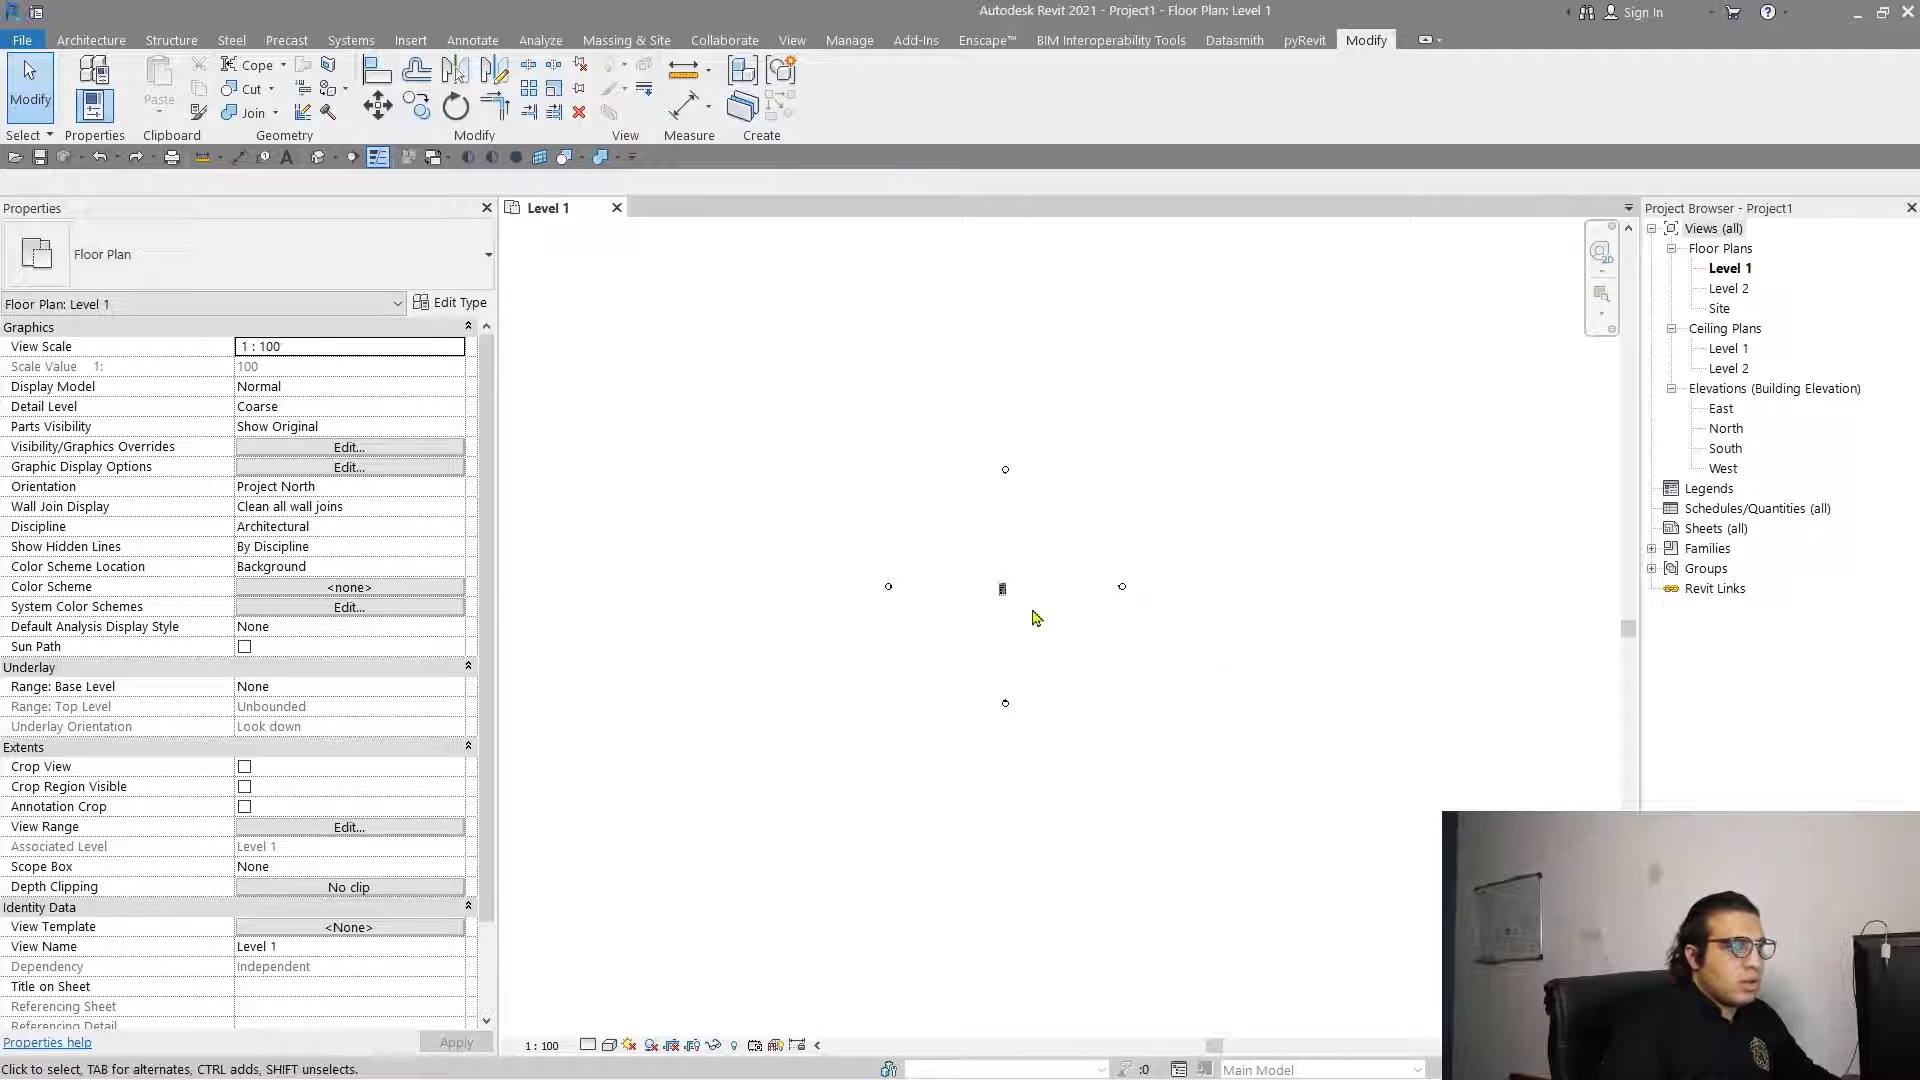 Autodesk Revit 2021 - Project1 - Floor Plan: Level 1
Sign In
File Architecture Structure Steel Precast Systems Insert Annotate Analyze Massing & Site Collaborate View Manage Add-Ins Enscape™ BIM Interoperability Tools Datasmith pyRevit Modify
Modify
Paste
Cope
Cut
Join
Select Properties Clipboard Geometry Modify View Measure Create
Properties
Floor Plan
Floor Plan: Level 1
Edit Type
Graphics
View Scale 1 : 100
Scale Value 1: 100
Display Model Normal
Detail Level Coarse
Parts Visibility Show Original
Visibility/Graphics Overrides Edit...
Graphic Display Options Edit...
Orientation Project North
Wall Join Display Clean all wall joins
Discipline Architectural
Show Hidden Lines By Discipline
Color Scheme Location Background
Color Scheme <none>
System Color Schemes Edit...
Default Analysis Display Style None
Sun Path
Underlay
Range: Base Level None
Range: Top Level Unbounded
Underlay Orientation Look down
Extents
Crop View
Crop Region Visible
Annotation Crop
View Range Edit...
Associated Level Level 1
Scope Box None
Depth Clipping No clip
Identity Data
View Template <None>
View Name Level 1
Dependency Independent
Title on Sheet
Referencing Sheet
Referencing Detail
Properties help
Apply
Level 1
2D
1 : 100
Project Browser - Project1
Views (all)
Floor Plans
Level 1
Level 2
Site
Ceiling Plans
Level 1
Level 2
Elevations (Building Elevation)
East
North
South
West
Legends
Schedules/Quantities (all)
Sheets (all)
Families
Groups
Revit Links
Click to select, TAB for alternates, CTRL adds, SHIFT unselects.
:0
Main Model